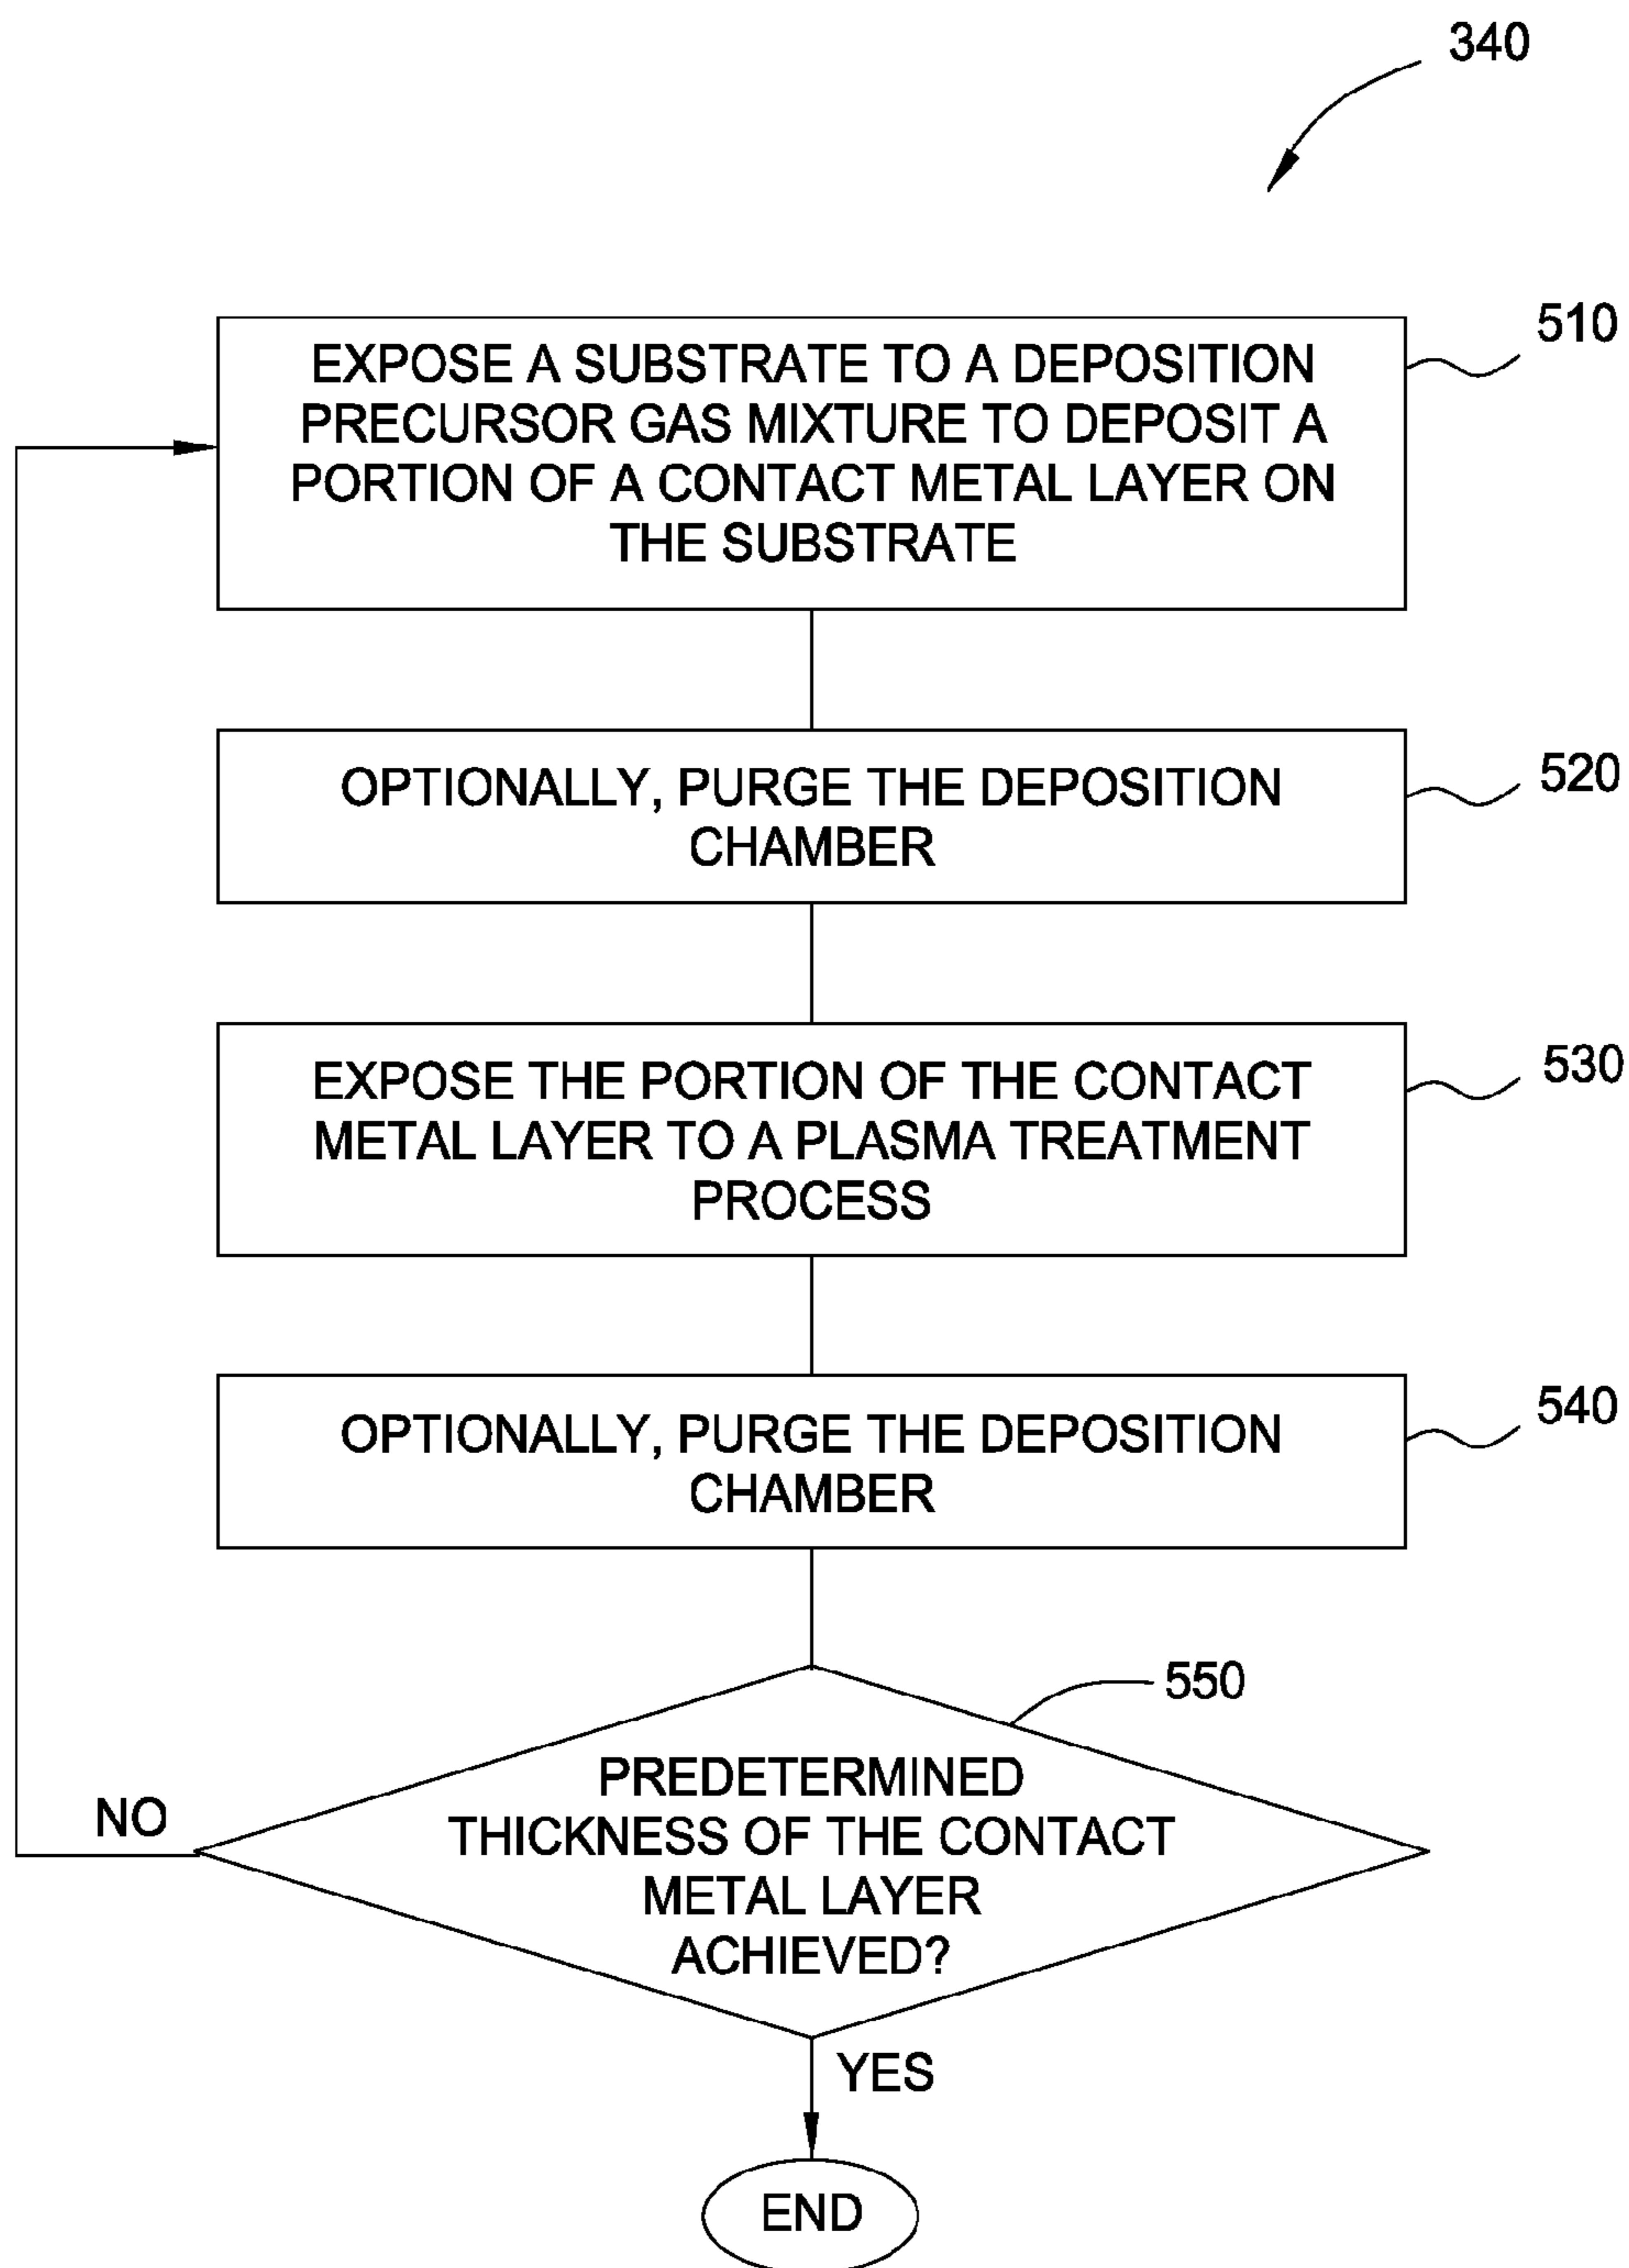 340
EXPOSE A SUBSTRATE TO A DEPOSITION
PRECURSOR GAS MIXTURE TO DEPOSIT A
PORTION OF A CONTACT METAL LAYER ON
THE SUBSTRATE
510
OPTIONALLY, PURGE THE DEPOSITION
CHAMBER
520
EXPOSE THE PORTION OF THE CONTACT
METAL LAYER TO A PLASMA TREATMENT
PROCESS
530
OPTIONALLY, PURGE THE DEPOSITION
CHAMBER
540
550
PREDETERMINED
THICKNESS OF THE CONTACT
METAL LAYER
ACHIEVED?
NO
YES
END